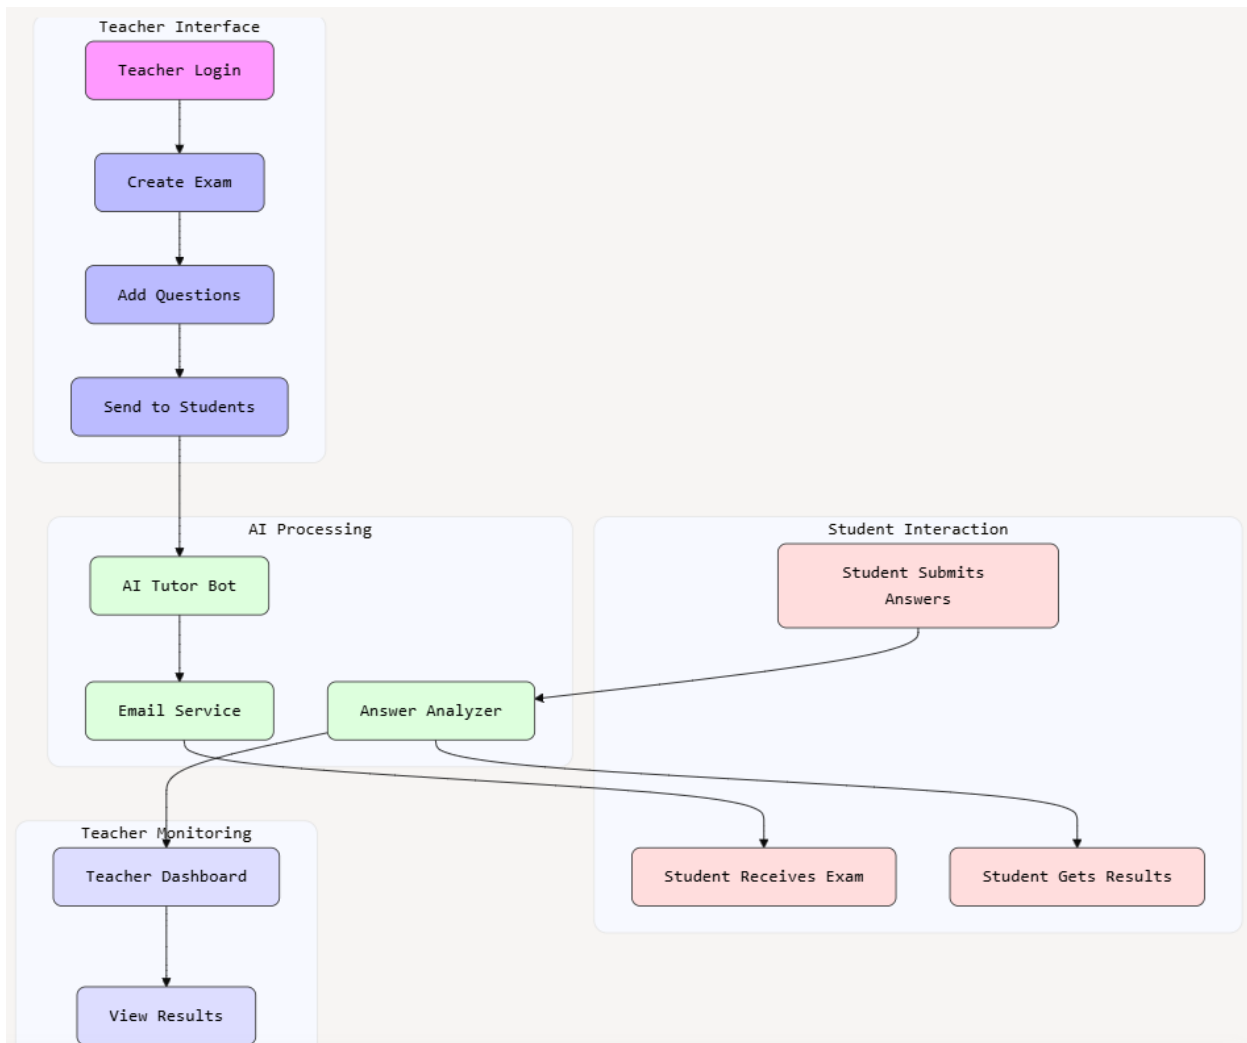 Teacher Interface
Teacher Login
Create Exam
Add Questions
Send to Students
AI Processing
AI Tutor Bot
Email Service
Answer Analyzer
Student Interaction
Student Submits
Answers
Student Receives Exam
Student Gets Results
Teacher Monitoring
Teacher Dashboard
View Results